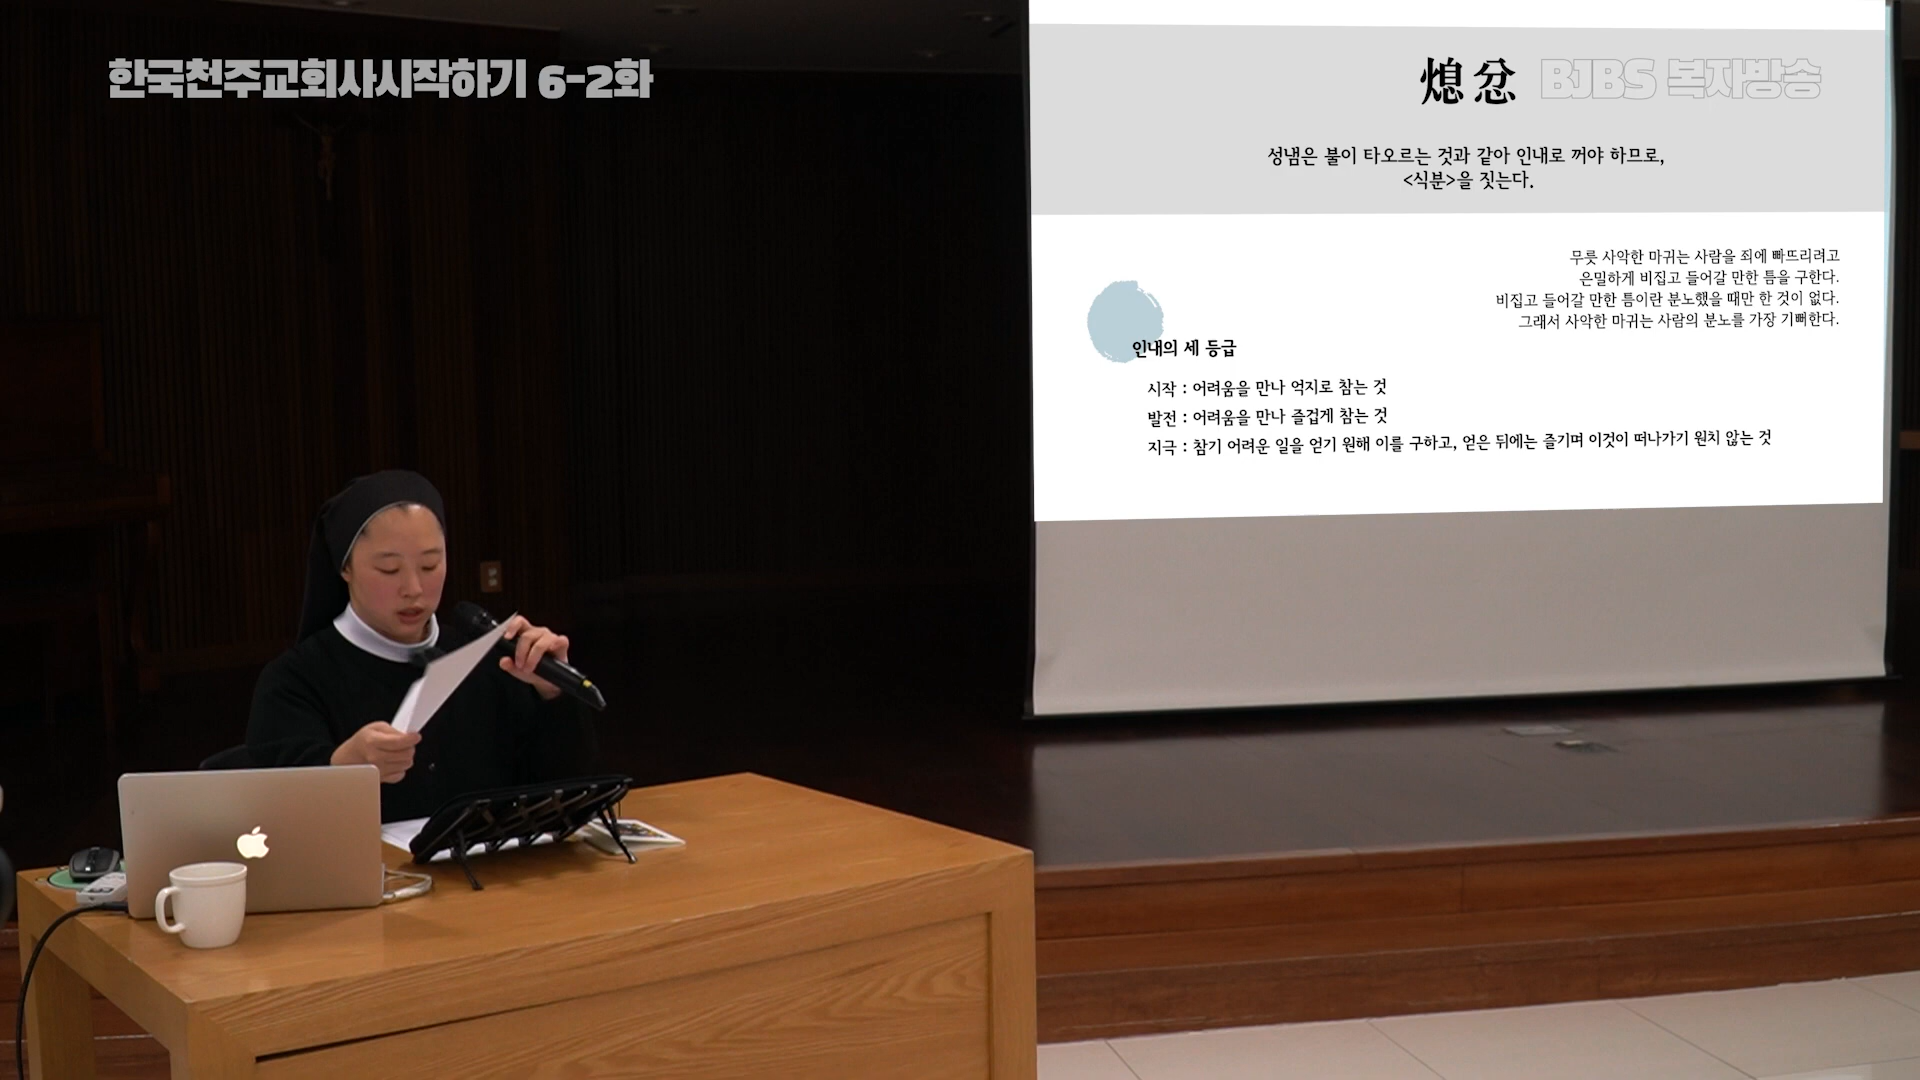 한국천주교회사시작하기 6-2화
BJBS 복자방송
熄忿
성냄은 불이 타오르는 것과 같아 인내로 꺼야 하므로,
<식분>을 짓는다.
무릇 사악한 마귀는 사람을 죄에 빠뜨리려고
은밀하게 비집고 들어갈 만한 틈을 구한다.
비집고 들어갈 만한 틈이란 분노했을 때만 한 것이 없다.
그래서 사악한 마귀는 사람의 분노를 가장 기뻐한다.
인내의 세 등급
시작 : 어려움을 만나 억지로 참는 것
발전 : 어려움을 만나 즐겁게 참는 것
지극 : 참기 어려운 일을 얻기 원해 이를 구하고, 얻은 뒤에는 즐기며 이것이 떠나가기 원치 않는 것